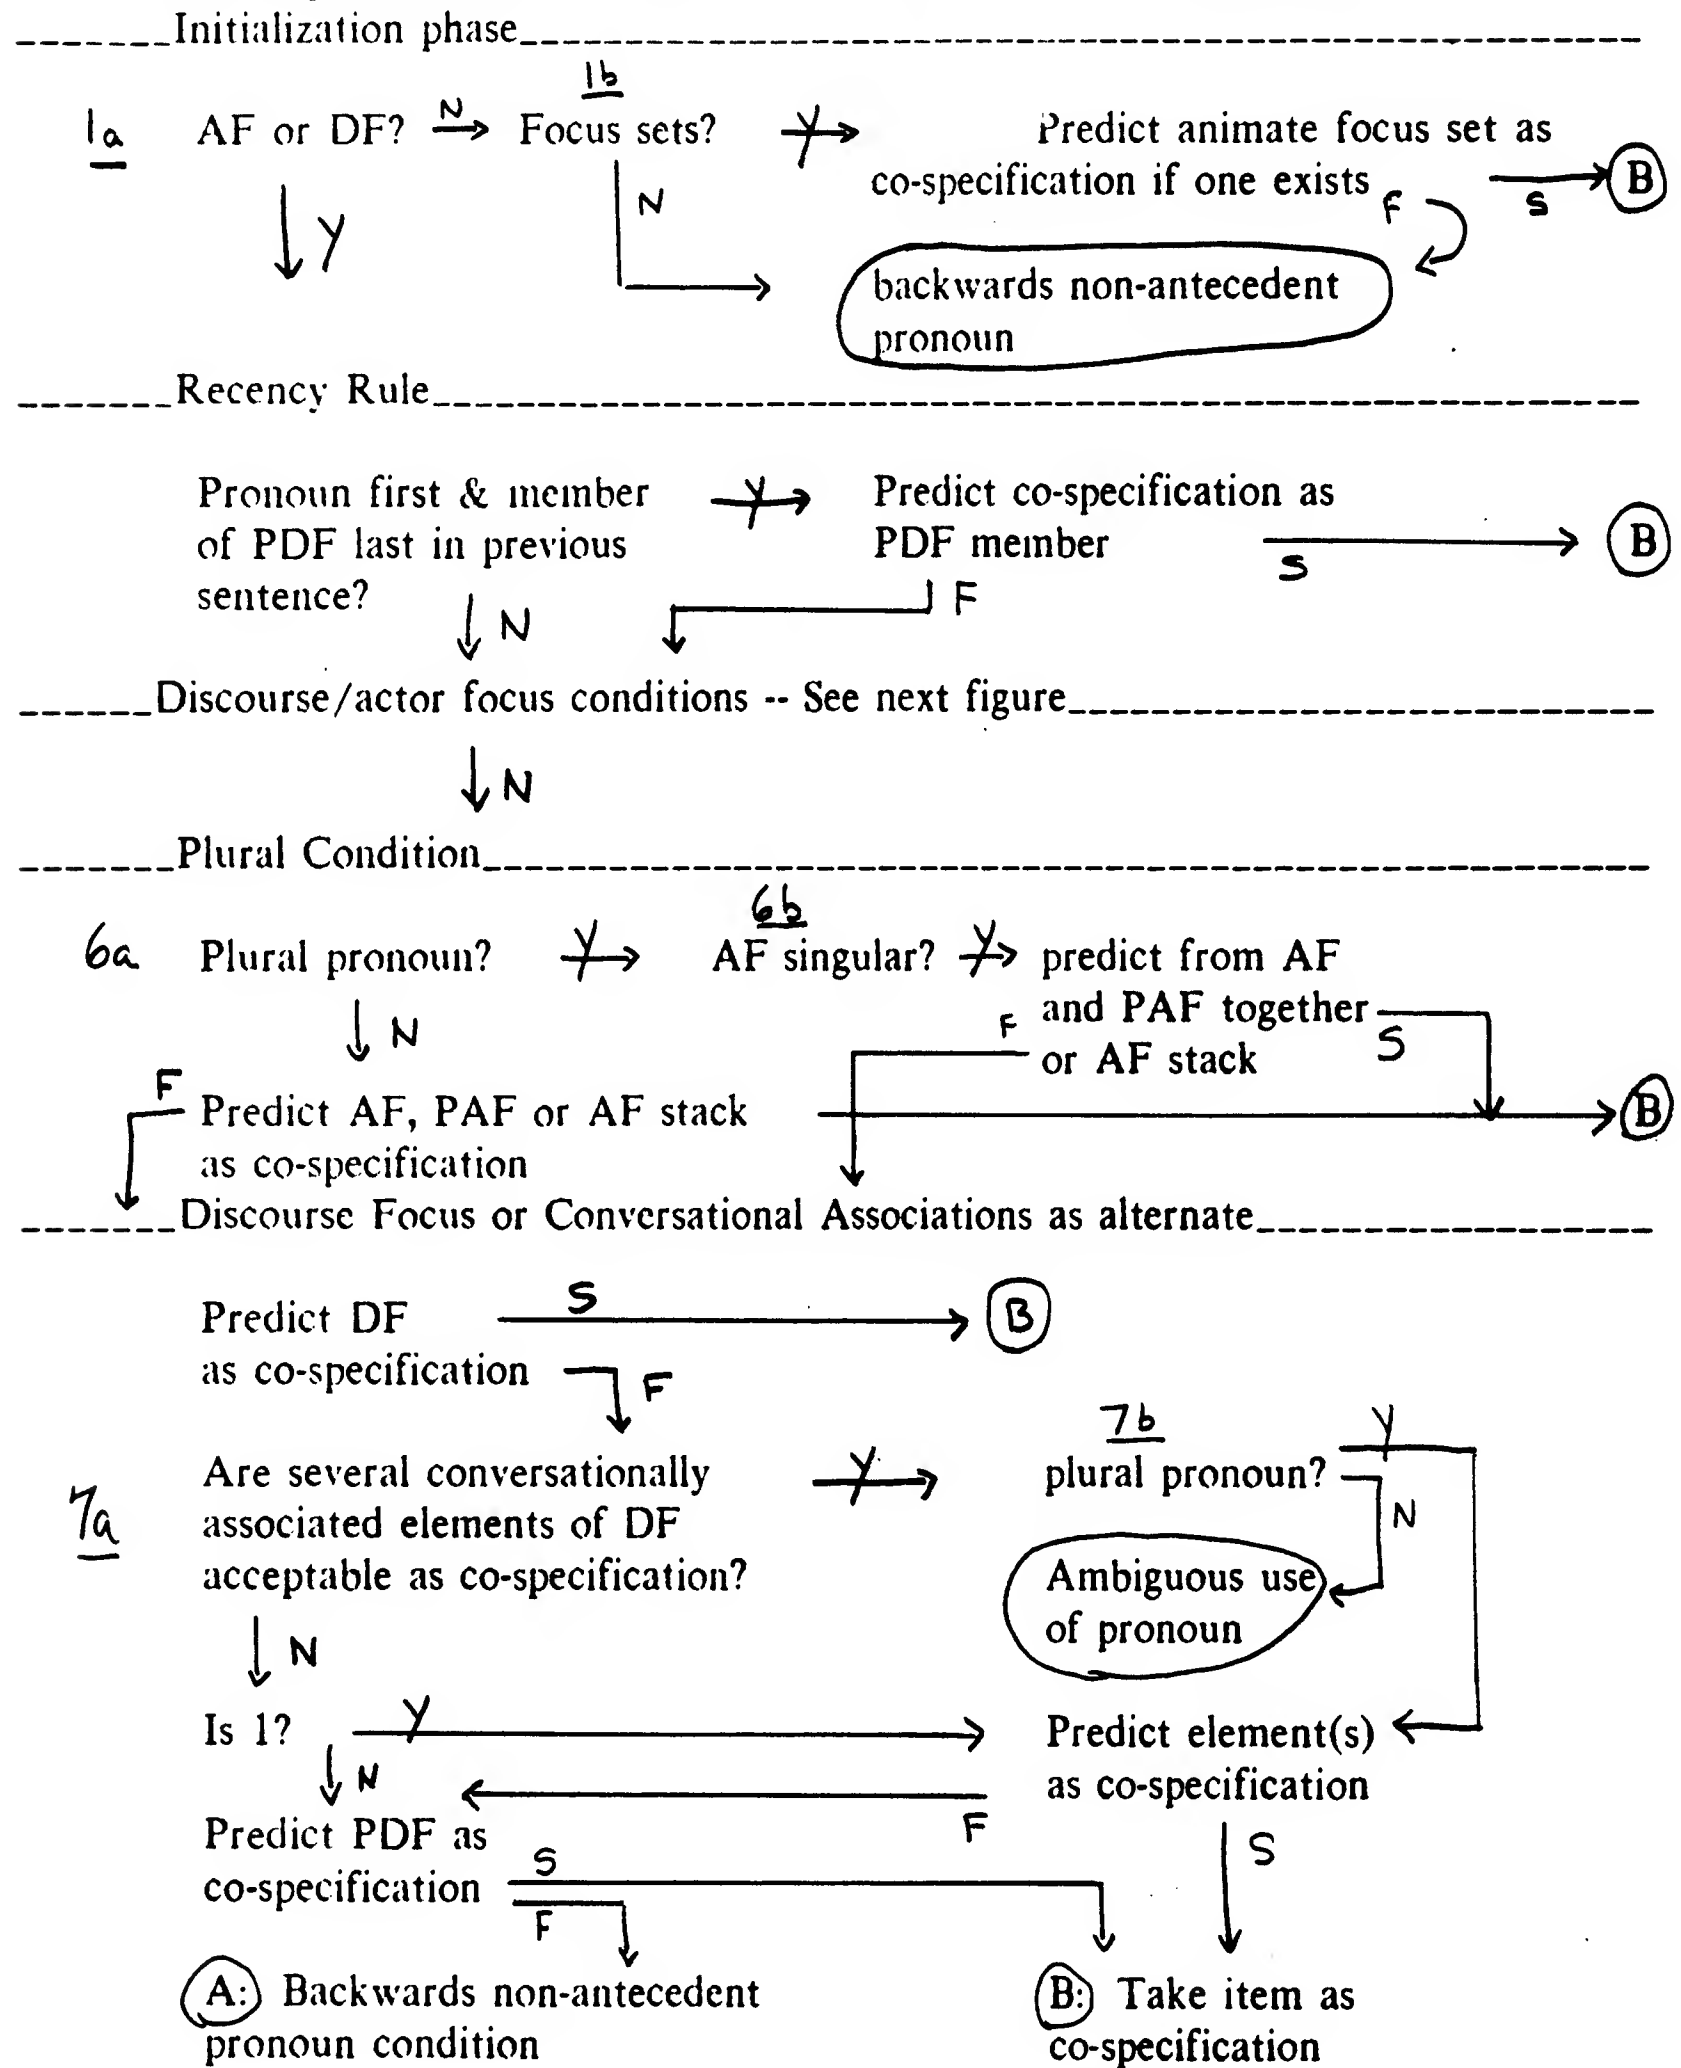 Initialization phase
1b
1a AF or DF? N Focus sets? Y Predict animate focus set as
co-specification if one exists F S B
Y N
backwards non-antecedent
pronoun
Recency Rule
Pronoun first & member Y Predict co-specification as
of PDF last in previous PDF member S B
sentence? N F
Discourse/actor focus conditions -- See next figure
N
Plural Condition
6b
6a Plural pronoun? Y AF singular? Y predict from AF
N F and PAF together S
or AF stack
F Predict AF, PAF or AF stack B
as co-specification
Discourse Focus or Conversational Associations as alternate
Predict DF S B
as co-specification F
7b Y
Are several conversationally Y plural pronoun?
7a associated elements of DF N
acceptable as co-specification? Ambiguous use
of pronoun
N
Is 1? Y Predict element(s)
N as co-specification
Predict PDF as F S
co-specification S
F
A: Backwards non-antecedent B: Take item as
pronoun condition co-specification